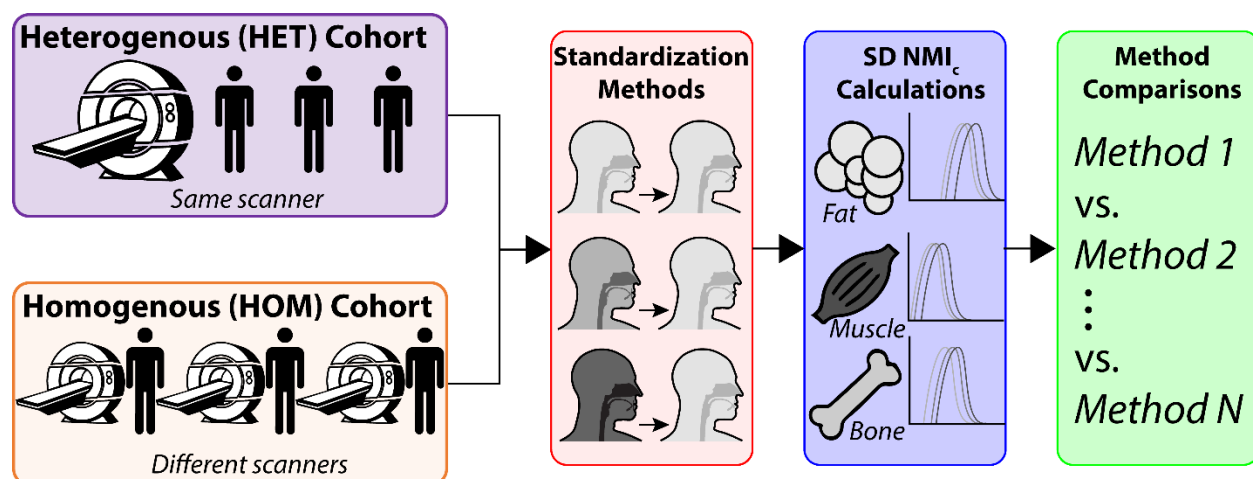 Heterogenous (HET) Cohort
Same scanner
Homogenous (HOM) Cohort
Different scanners
Standardization
Methods
SD NMIc
Calculations
Fat
Muscle
Bone
Method
Comparisons
Method 1
vs.
Method 2
⋮
vs.
Method N